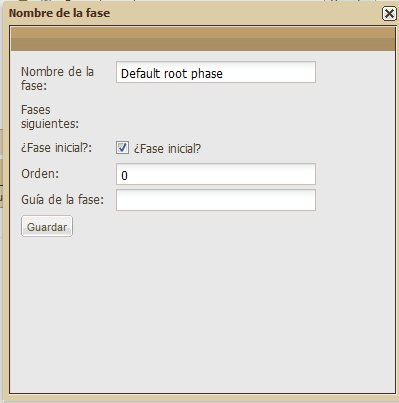 Nombre de la fase
Nombre de la
fase:
Default root phase
Fases
siguientes:
¿Fase inicial?:
¿Fase inicial?
Orden:
0
Guía de la fase:
Guardar